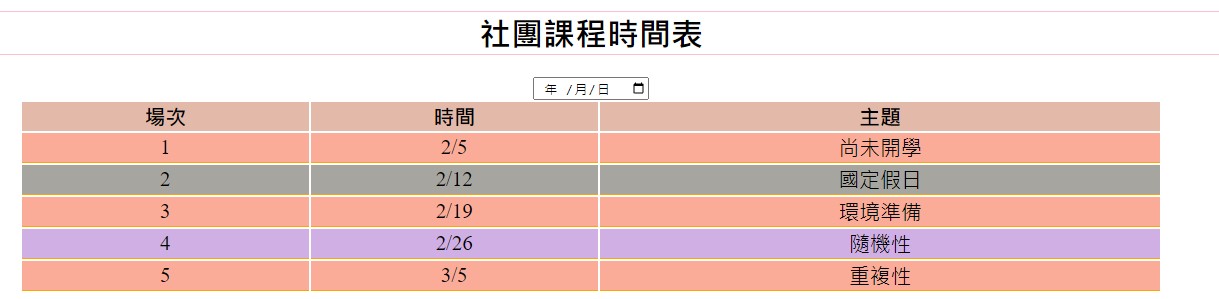 社團課程時間表
年 /月/日
場次 時間 主題
1 2/5 尚未開學
2 2/12 國定假日
3 2/19 環境準備
4 2/26 隨機性
5 3/5 重複性